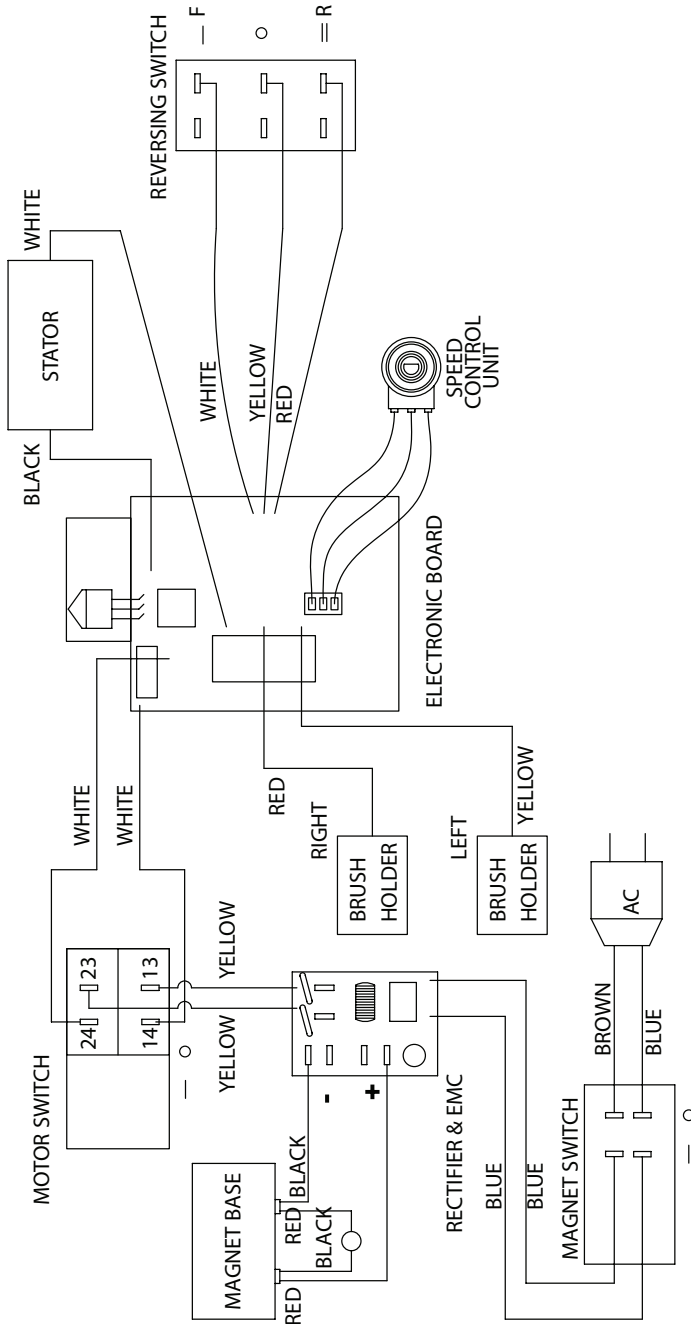 REVERSING SWITCH
— F
○
= R
WHITE
STATOR
BLACK
WHITE
YELLOW
RED
SPEED
CONTROL
UNIT
ELECTRONIC BOARD
WHITE
WHITE
RED
RIGHT
BRUSH
HOLDER
LEFT
BRUSH
HOLDER
YELLOW
MOTOR SWITCH
24
23
14
13
— ○
YELLOW
YELLOW
AC
BROWN
BLUE
MAGNET BASE
RED
BLACK
RED
BLACK
-
+
RECTIFIER & EMC
BLUE
BLUE
MAGNET SWITCH
— ○